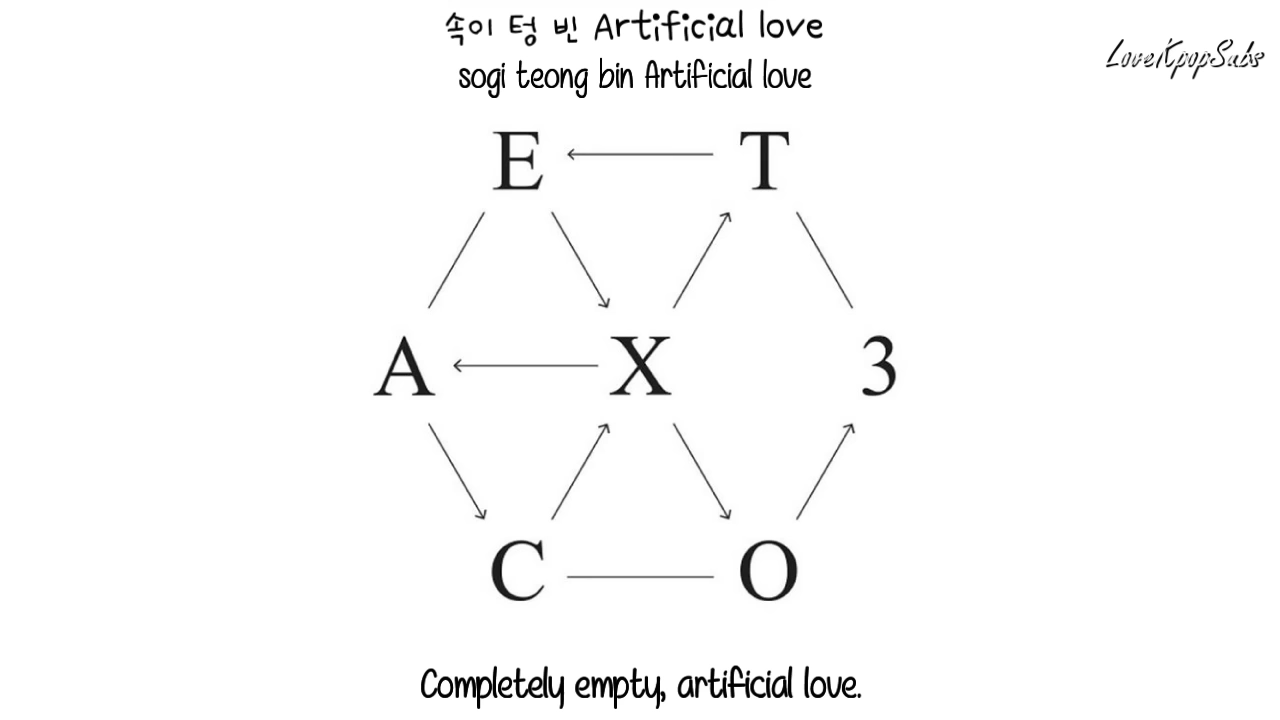 속이 텅 빈 Artificial love
sogi teong bin Artificial love
LoveKpopSubs
E T
A X 3
C O
Completely empty, artificial love.